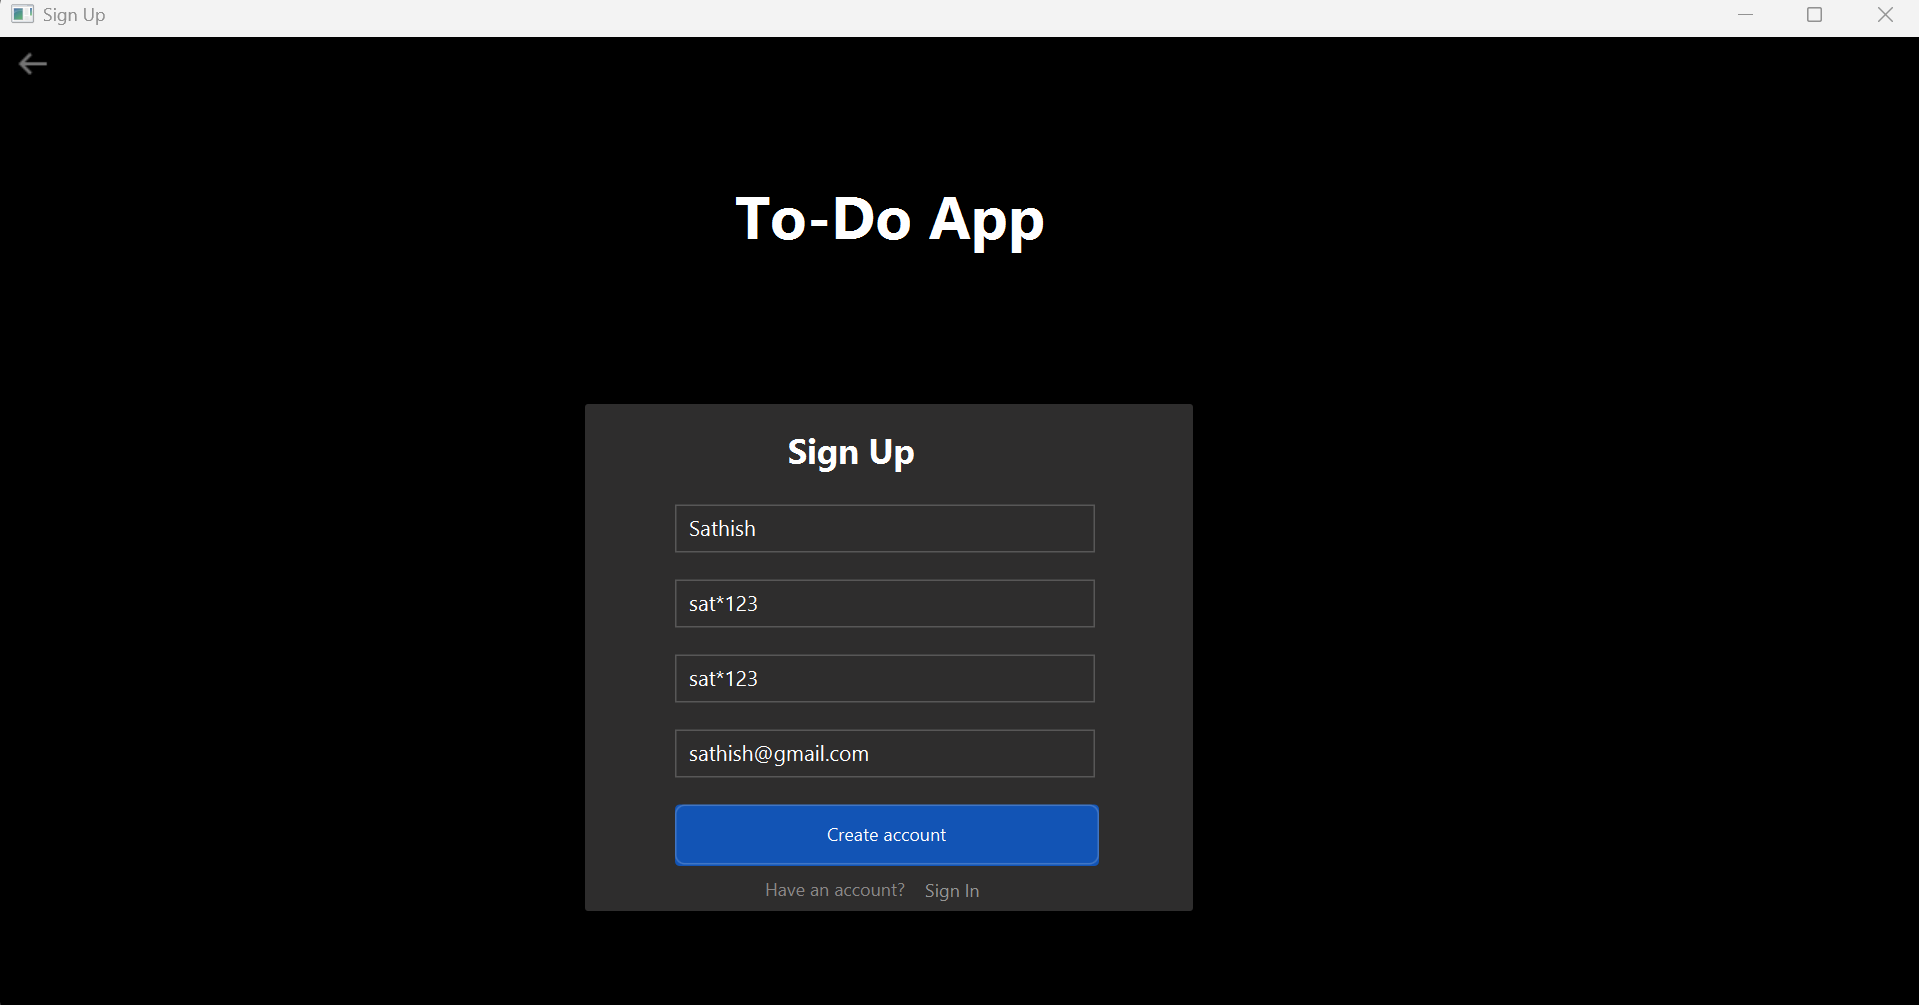 Sign Up
To-Do App
Sign Up
Sathish
sat*123
sat*123
sathish@gmail.com
Create account
Have an account? Sign In